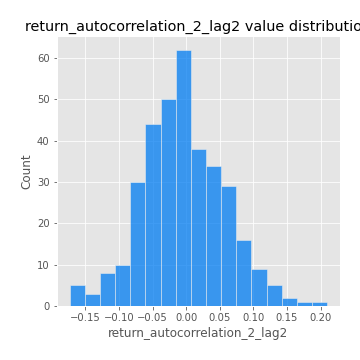 return_autocorrelation_2_lag2 value distributio
60
50
40
30
20
10
0
Count
−0.15 −0.10 −0.05 0.00 0.05 0.10 0.15 0.20
return_autocorrelation_2_lag2